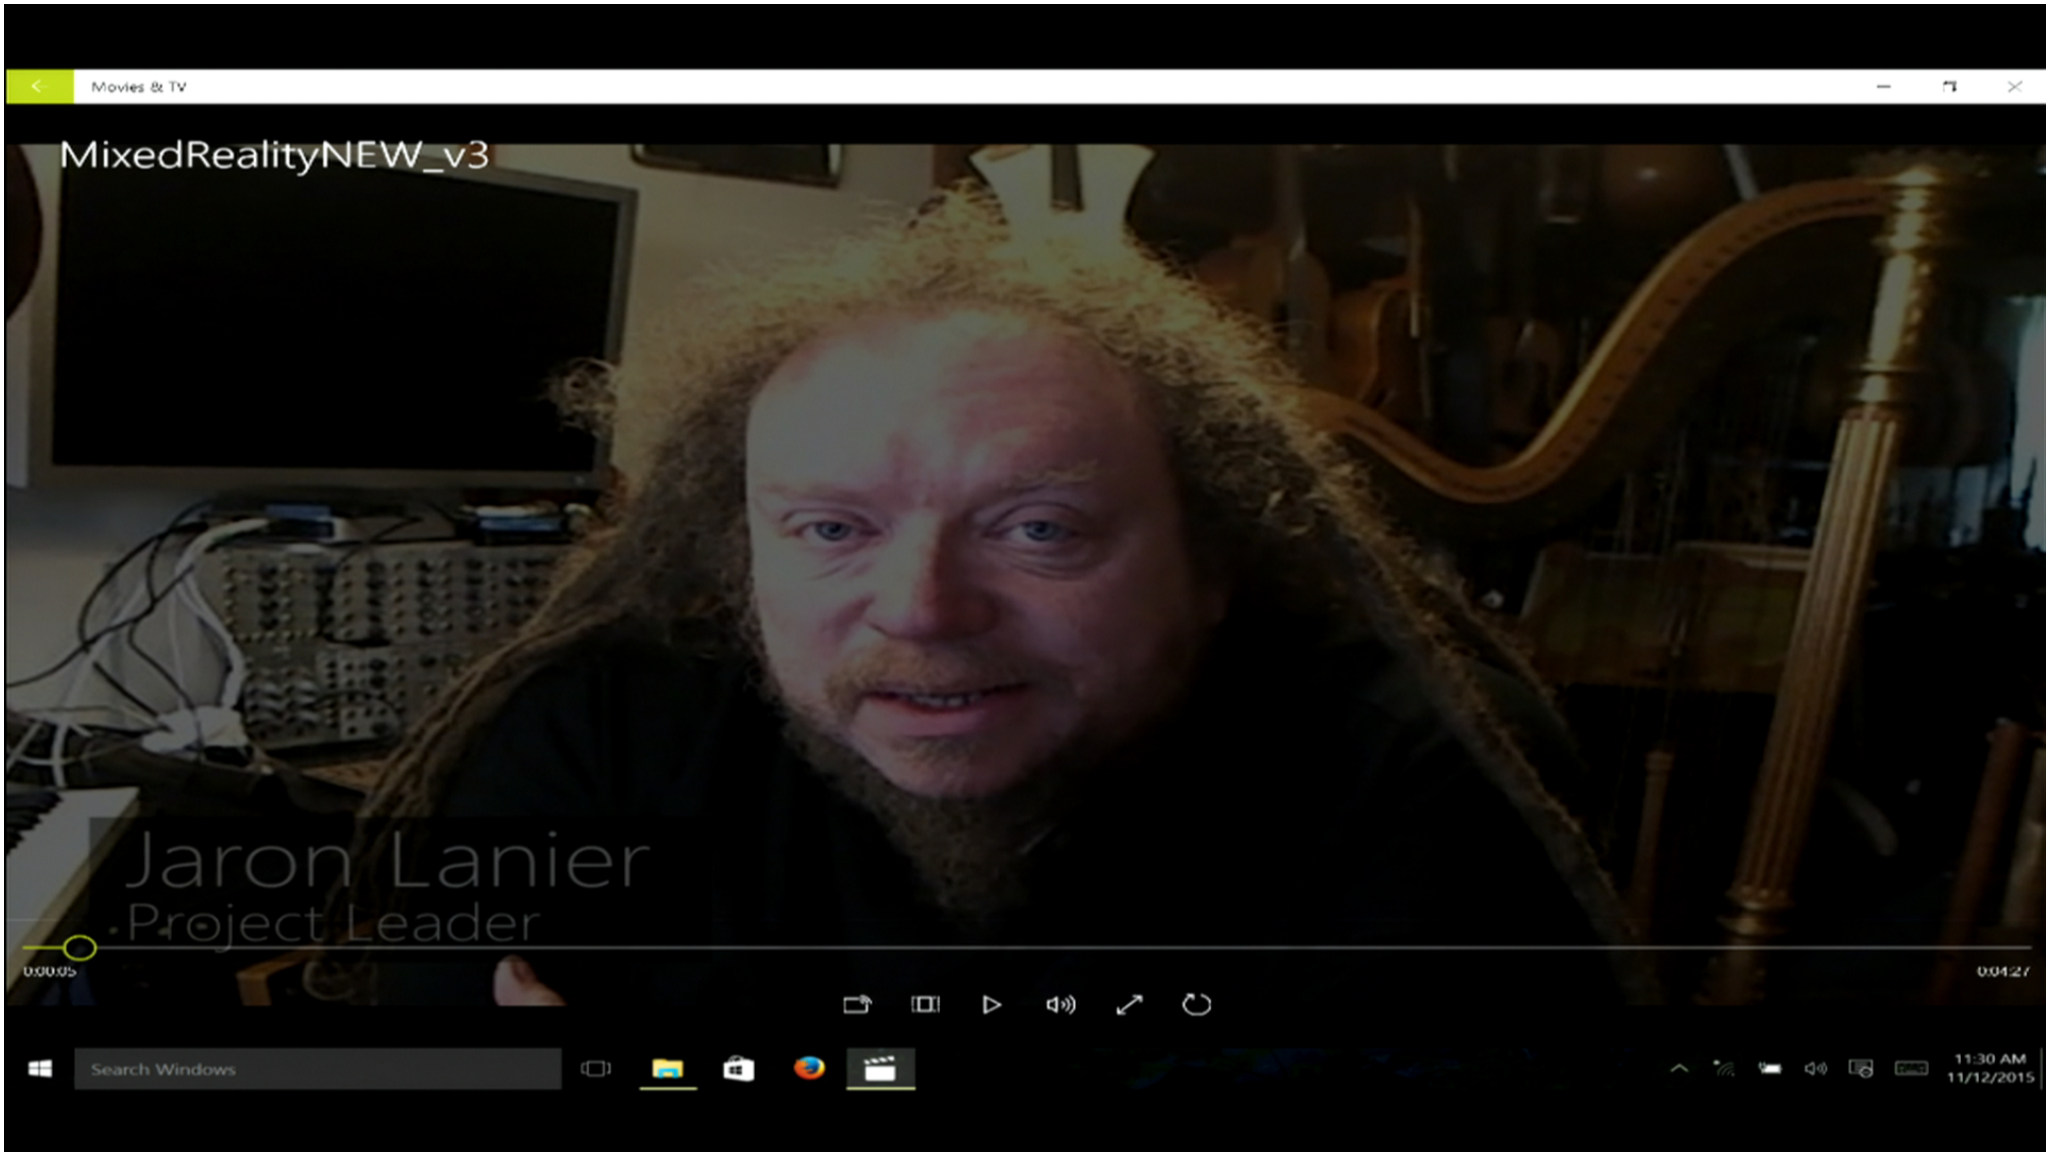 Movies & TV
MixedRealityNEW_v3
Jaron Lanier
Project Leader
0:00:05
0:04:27
Search Windows
11:30 AM
11/12/2015